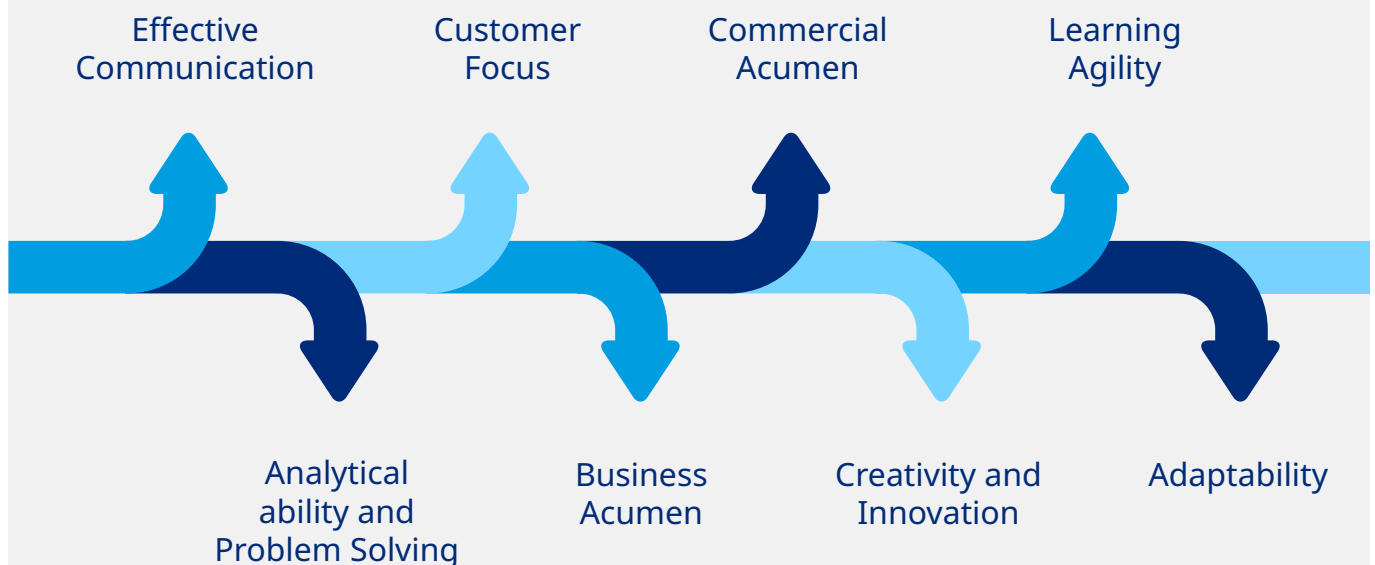 Effective
Communication
Customer
Focus
Commercial
Acumen
Learning
Agility
Analytical
ability and
Problem Solving
Business
Acumen
Creativity and
Innovation
Adaptability